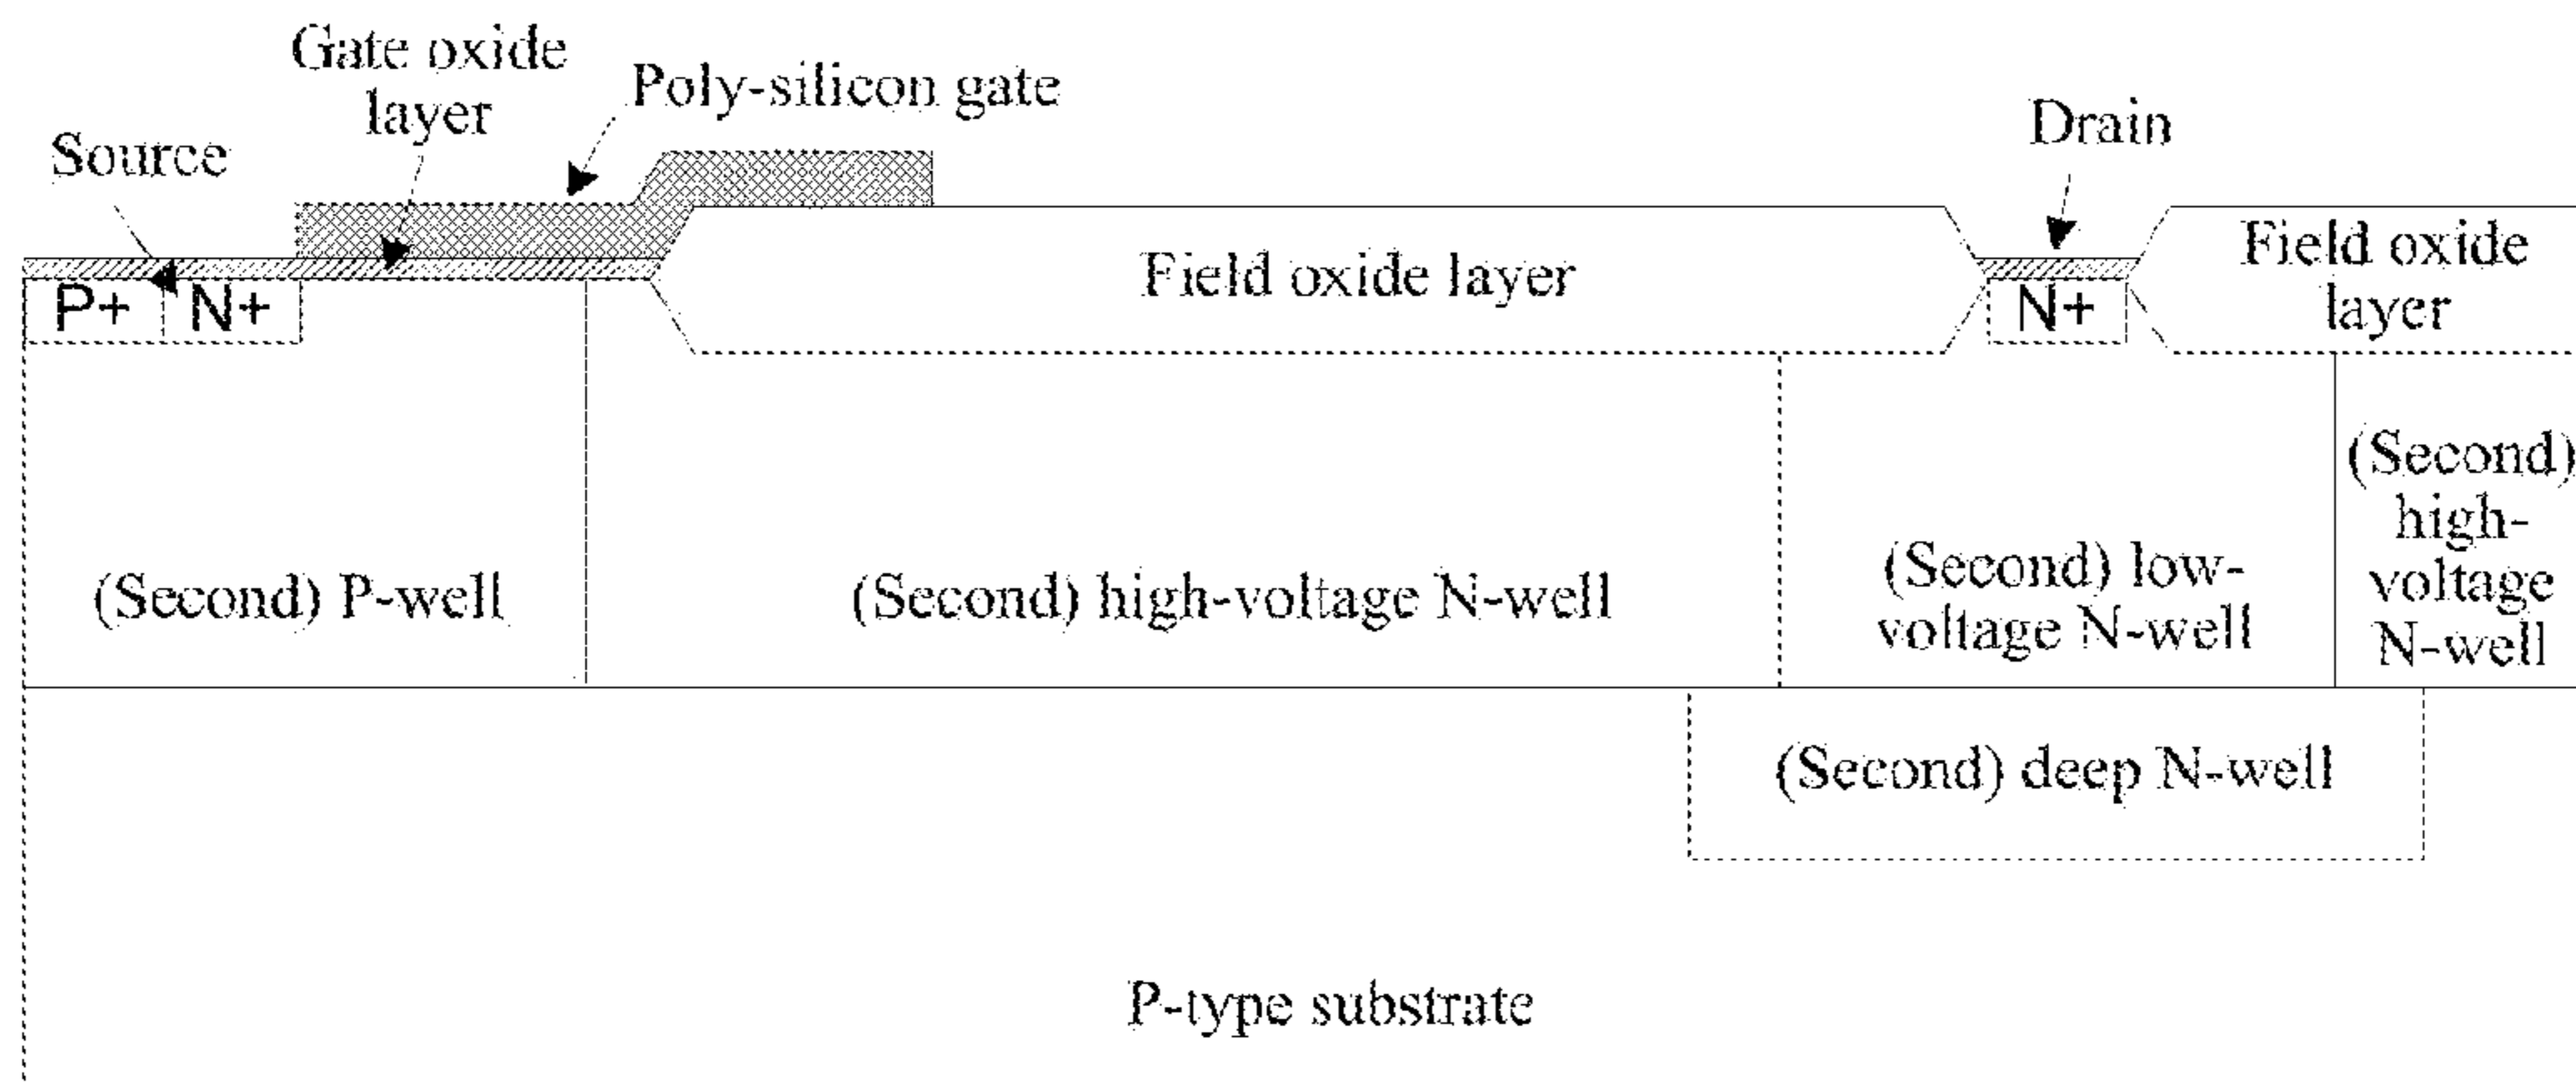 Gate oxide
layer
Poly-silicon gate
Source
Drain
Field oxide layer
Field oxide
layer
P+
N+
N+
(Second) P-well
(Second) high-voltage N-well
(Second) low-
voltage N-well
(Second)
high-
voltage
N-well
(Second) deep N-well
P-type substrate